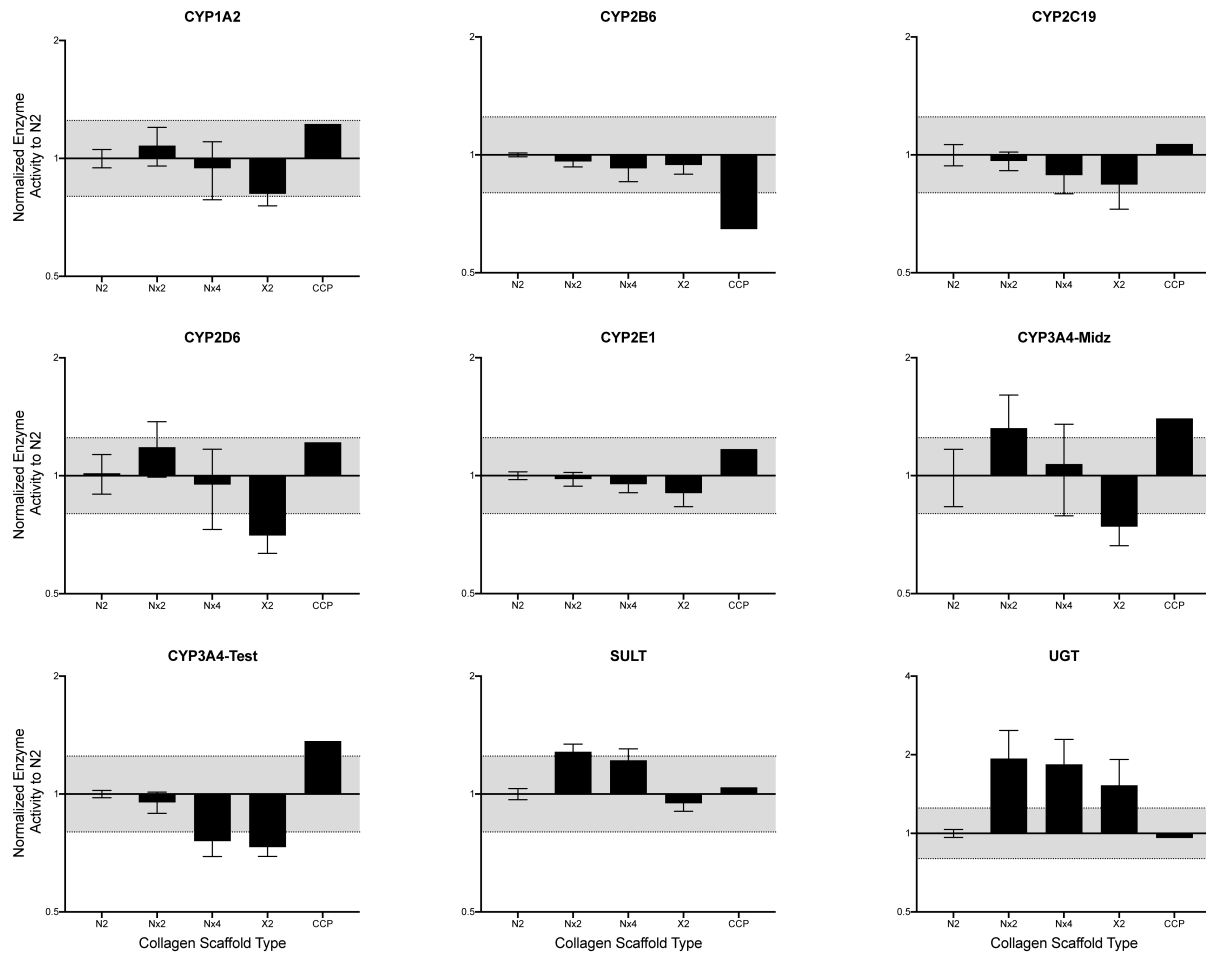 CYP1A2
CYP2B6
CYP2C19
Normalized Enzyme
Activity to N2
2
1
0.5
N2 Nx2 Nx4 X2 CCP
2
1
0.5
N2 Nx2 Nx4 X2 CCP
2
1
0.5
N2 Nx2 Nx4 X2 CCP
CYP2D6
CYP2E1
CYP3A4-Midz
Normalized Enzyme
Activity to N2
2
1
0.5
N2 Nx2 Nx4 X2 CCP
2
1
0.5
N2 Nx2 Nx4 X2 CCP
2
1
0.5
N2 Nx2 Nx4 X2 CCP
CYP3A4-Test
SULT
UGT
Normalized Enzyme
Activity to N2
2
1
0.5
N2 Nx2 Nx4 X2 CCP
Collagen Scaffold Type
2
1
0.5
N2 Nx2 Nx4 X2 CCP
Collagen Scaffold Type
4
2
1
0.5
N2 Nx2 Nx4 X2 CCP
Collagen Scaffold Type